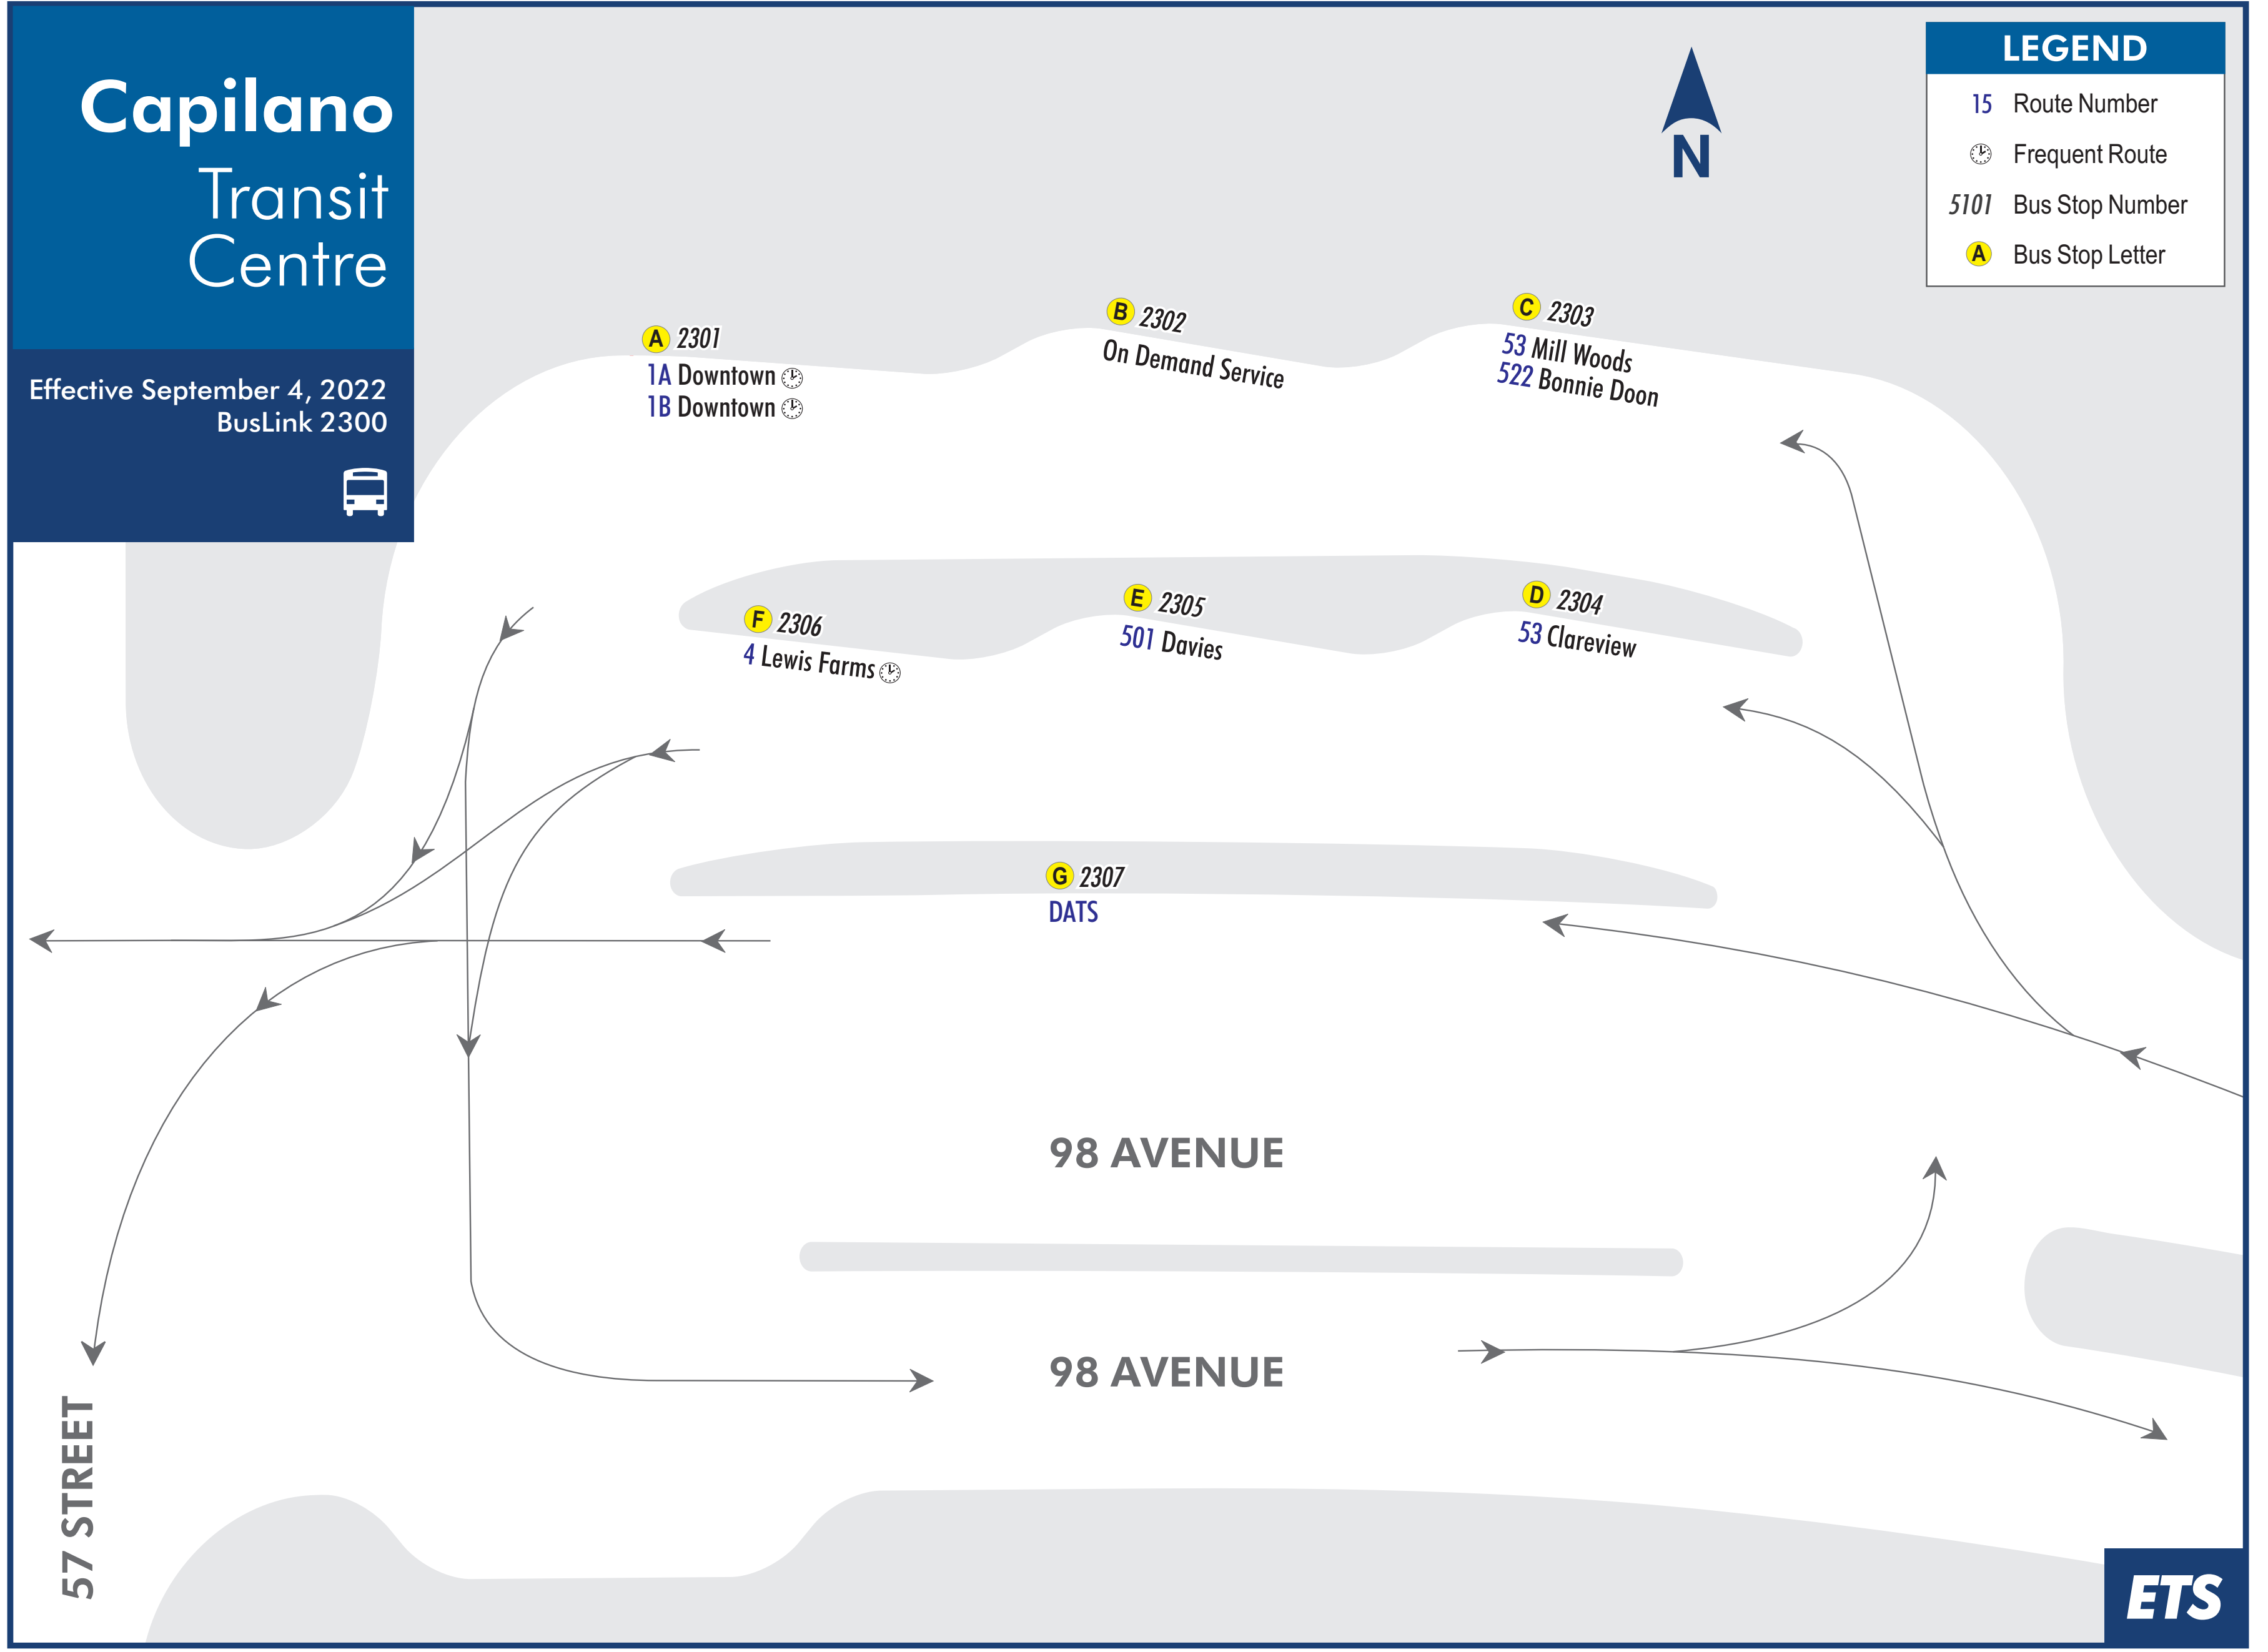 Capilano
Transit
Centre
Effective September 4, 2022
BusLink 2300
N
LEGEND
15 Route Number
Frequent Route
5101 Bus Stop Number
A Bus Stop Letter
A 2301
1A Downtown
1B Downtown
B 2302
On Demand Service
C 2303
53 Mill Woods
522 Bonnie Doon
F 2306
4 Lewis Farms
E 2305
501 Davies
D 2304
53 Clareview
G 2307
DATS
98 AVENUE
98 AVENUE
57 STREET
ETS